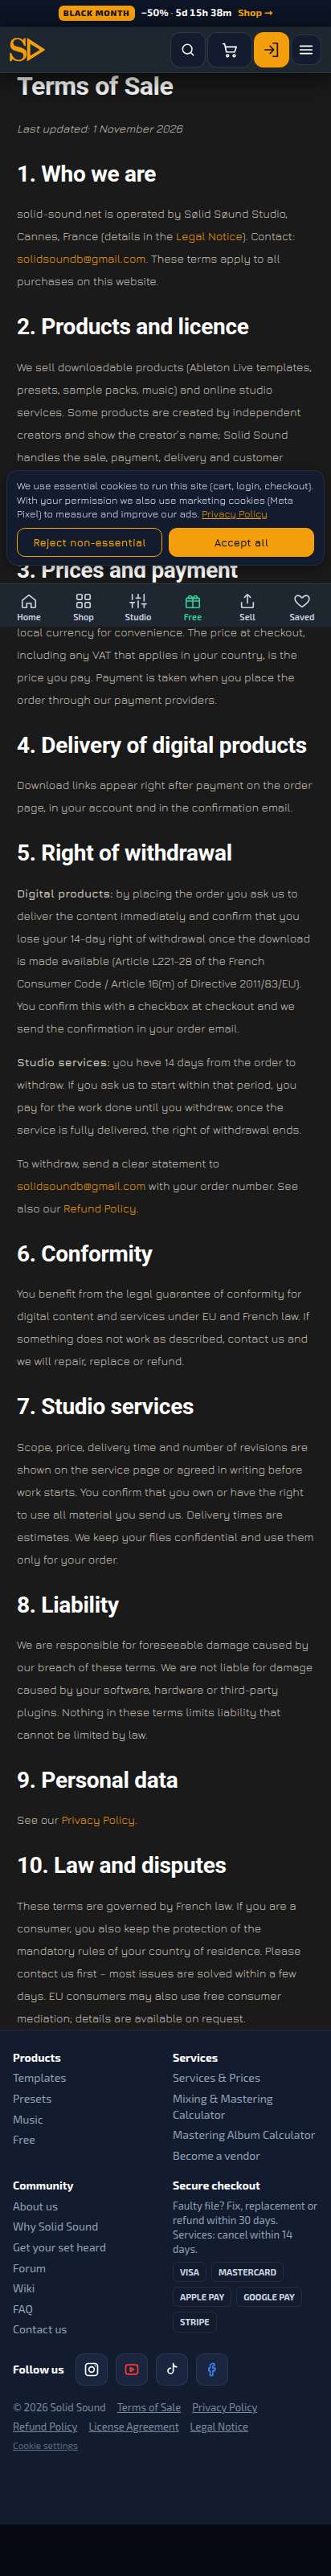 BLACK MONTH −50% · 5d 15h 38m Shop →
SD
Terms of Sale
Last updated: 1 November 2026
1. Who we are
solid-sound.net is operated by Sølid Søund Studio,
Cannes, France (details in the Legal Notice). Contact:
solidsoundb@gmail.com. These terms apply to all
purchases on this website.
2. Products and licence
We sell downloadable products (Ableton Live templates,
presets, sample packs, music) and online studio
services. Some products are created by independent
creators and show the creator's name; Solid Sound
handles the sale, payment, delivery and customer
We use essential cookies to run this site (cart, login, checkout).
With your permission we also use marketing cookies (Meta
Pixel) to measure and improve our ads. Privacy Policy
Reject non-essential
Accept all
3. Prices and payment
Home
Shop
Studio
Free
Sell
Saved
local currency for convenience. The price at checkout,
including any VAT that applies in your country, is the
price you pay. Payment is taken when you place the
order through our payment providers.
4. Delivery of digital products
Download links appear right after payment on the order
page, in your account and in the confirmation email.
5. Right of withdrawal
Digital products: by placing the order you ask us to
deliver the content immediately and confirm that you
lose your 14-day right of withdrawal once the download
is made available (Article L221-28 of the French
Consumer Code / Article 16(m) of Directive 2011/83/EU).
You confirm this with a checkbox at checkout and we
send the confirmation in your order email.
Studio services: you have 14 days from the order to
withdraw. If you ask us to start within that period, you
pay for the work done until you withdraw; once the
service is fully delivered, the right of withdrawal ends.
To withdraw, send a clear statement to
solidsoundb@gmail.com with your order number. See
also our Refund Policy.
6. Conformity
You benefit from the legal guarantee of conformity for
digital content and services under EU and French law. If
something does not work as described, contact us and
we will repair, replace or refund.
7. Studio services
Scope, price, delivery time and number of revisions are
shown on the service page or agreed in writing before
work starts. You confirm that you own or have the right
to use all material you send us. Delivery times are
estimates. We keep your files confidential and use them
only for your order.
8. Liability
We are responsible for foreseeable damage caused by
our breach of these terms. We are not liable for damage
caused by your software, hardware or third-party
plugins. Nothing in these terms limits liability that
cannot be limited by law.
9. Personal data
See our Privacy Policy.
10. Law and disputes
These terms are governed by French law. If you are a
consumer, you also keep the protection of the
mandatory rules of your country of residence. Please
contact us first – most issues are solved within a few
days. EU consumers may also use free consumer
mediation; details are available on request.
Products
Templates
Presets
Music
Free
Services
Services & Prices
Mixing & Mastering
Calculator
Mastering Album Calculator
Become a vendor
Community
About us
Why Solid Sound
Get your set heard
Forum
Wiki
FAQ
Contact us
Secure checkout
Faulty file? Fix, replacement or
refund within 30 days.
Services: cancel within 14
days.
VISA
MASTERCARD
APPLE PAY
GOOGLE PAY
STRIPE
Follow us
© 2026 Solid Sound Terms of Sale Privacy Policy
Refund Policy License Agreement Legal Notice
Cookie settings